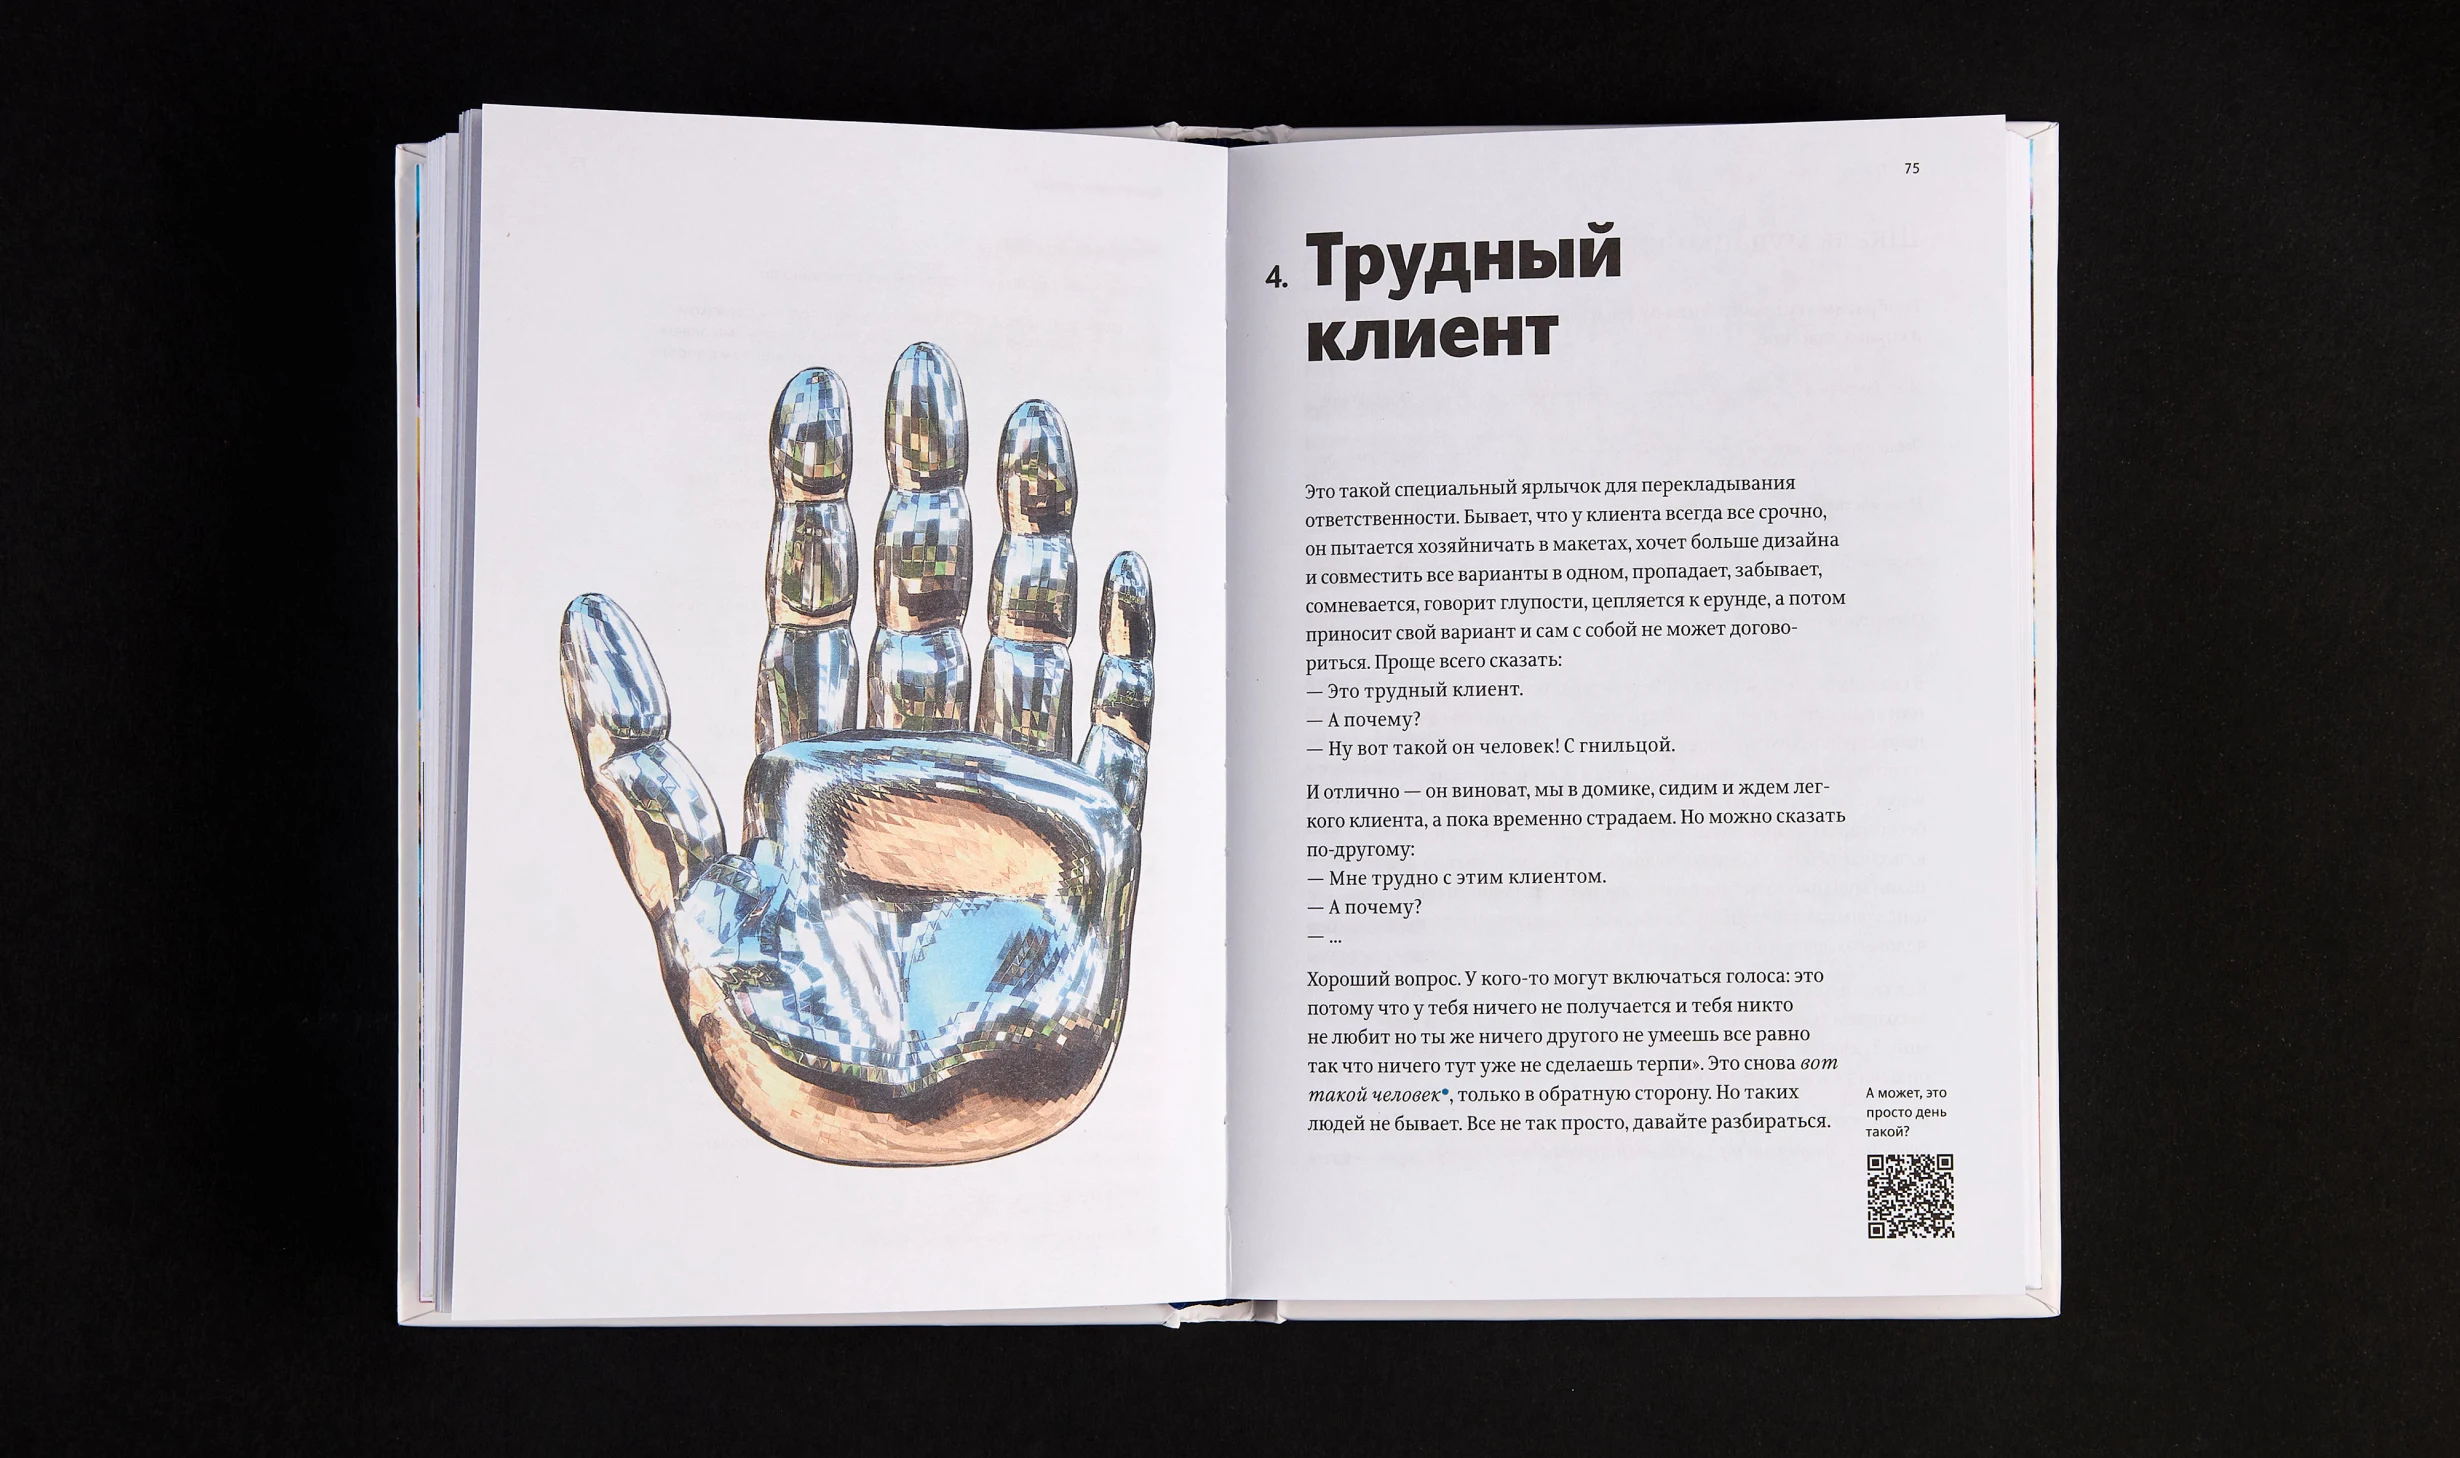 75
4. Трудный
клиент
Это такой специальный ярлычок для перекладывания
ответственности. Бывает, что у клиента всегда все срочно,
он пытается хозяйничать в макетах, хочет больше дизайна
и совместить все варианты в одном, пропадает, забывает,
сомневается, говорит глупости, цепляется к ерунде, а потом
приносит свой вариант и сам с собой не может догово-
риться. Проще всего сказать:
— Это трудный клиент.
— А почему?
— Ну вот такой он человек! С гнильцой.
И отлично — он виноват, мы в домике, сидим и ждем лег-
кого клиента, а пока временно страдаем. Но можно сказать
по-другому:
— Мне трудно с этим клиентом.
— А почему?
— ...
Хороший вопрос. У кого-то могут включаться голоса: это
потому что у тебя ничего не получается и тебя никто
не любит но ты же ничего другого не умеешь все равно
так что ничего тут уже не сделаешь терпи». Это снова вот
такой человек•, только в обратную сторону. Но таких
людей не бывает. Все не так просто, давайте разбираться.
А может, это
просто день
такой?